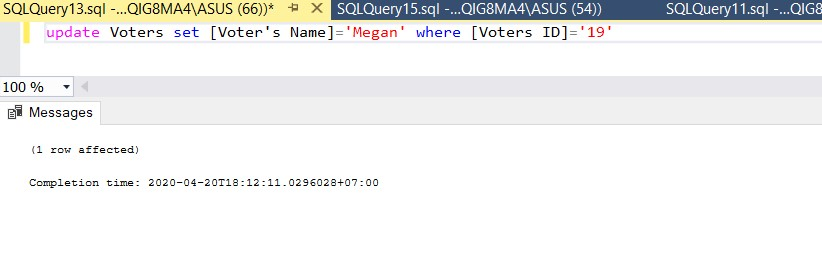 SQLQuery13.sql -...QIG8MA4\ASUS (66))* SQLQuery15.sql -...QIG8MA4\ASUS (54)) SQLQuery11.sql -...QIG8
update Voters set [Voter's Name]='Megan' where [Voters ID]='19'
100 %
Messages
(1 row affected)
Completion time: 2020-04-20T18:12:11.0296028+07:00